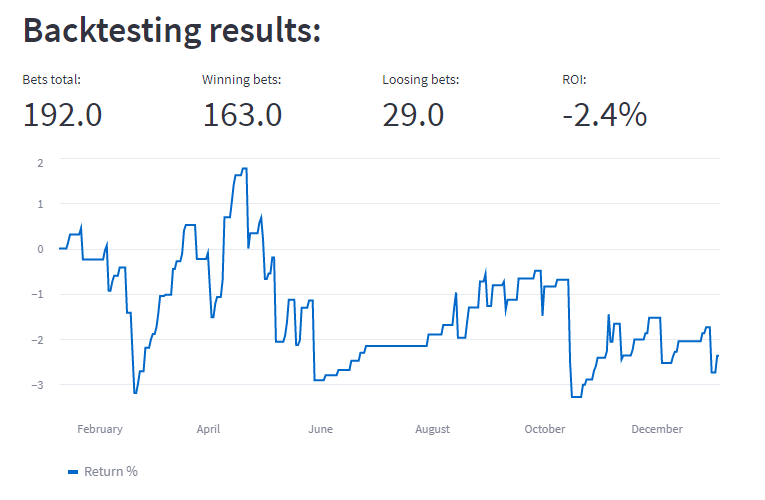 Backtesting results:
Bets total: Winning bets: Loosing bets: ROI:
192.0 163.0 29.0 -2.4%
2
1
0
−1
−2
−3
February April June August October December
Return %